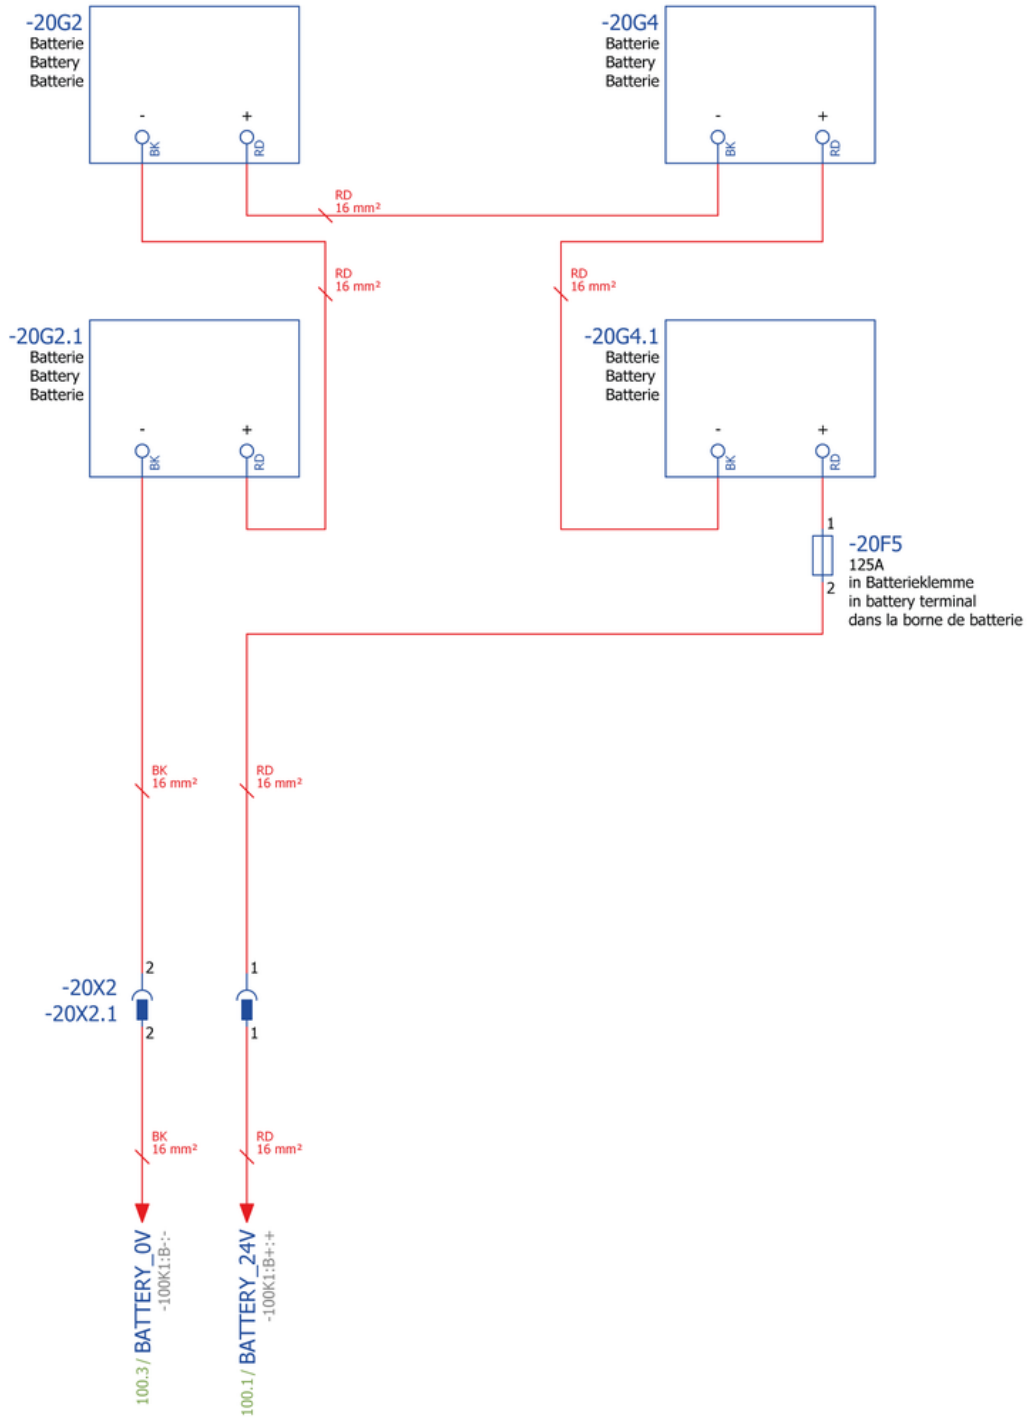 -20G2
Batterie
Battery
Batterie
- +
BK RD
-20G4
Batterie
Battery
Batterie
- +
BK RD
RD
16 mm²
RD
16 mm²
RD
16 mm²
-20G2.1
Batterie
Battery
Batterie
- +
BK RD
-20G4.1
Batterie
Battery
Batterie
- +
BK RD
1
-20F5
125A
in Batterieklemme
2
in battery terminal
dans la borne de batterie
BK
16 mm²
RD
16 mm²
2 1
-20X2
-20X2.1
2 1
BK
16 mm²
RD
16 mm²
100.3 / BATTERY_0V
-100K1:B-:-
100.1 / BATTERY_24V
-100K1:B+:+